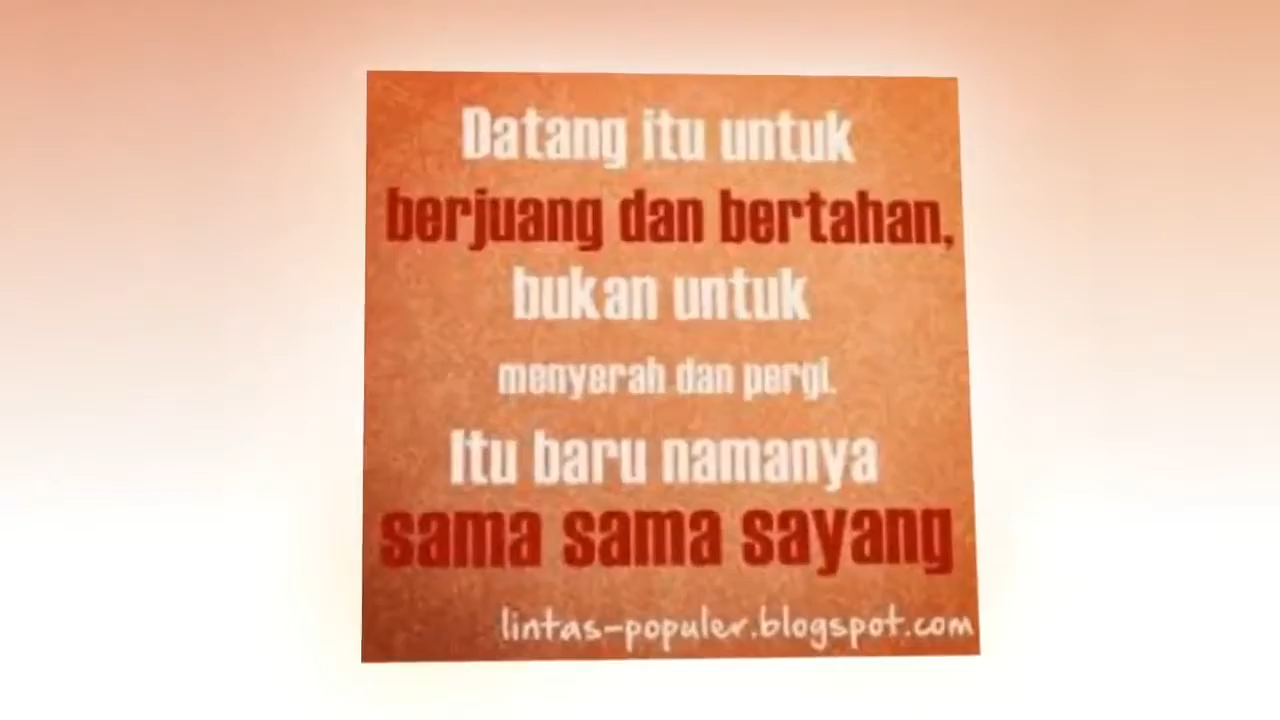 Datang itu untuk
berjuang dan bertahan,
bukan untuk
menyerah dan pergi.
Itu baru namanya
sama sama sayang
lintas-populer.blogspot.com